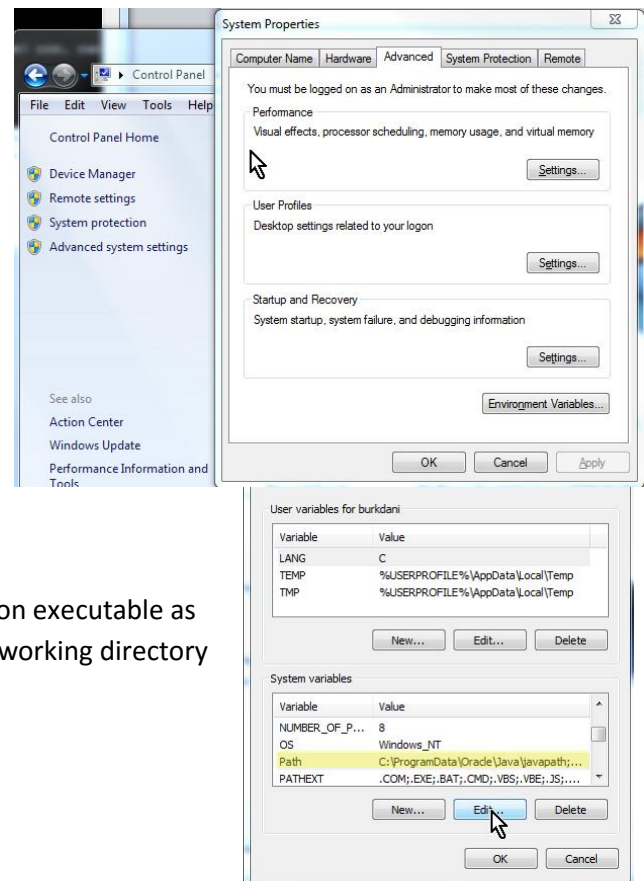 System Properties
Computer Name Hardware Advanced System Protection Remote
Control Panel
You must be logged on as an Administrator to make most of these changes.
File Edit View Tools Help
Performance
Visual effects, processor scheduling, memory usage, and virtual memory
Control Panel Home
Settings...
Device Manager
Remote settings
System protection
Advanced system settings
User Profiles
Desktop settings related to your logon
Settings...
Startup and Recovery
System startup, system failure, and debugging information
Settings...
See also
Environment Variables...
Action Center
Windows Update
Performance Information and
Tools
OK Cancel Apply
User variables for burkdani
Variable Value
LANG C
TEMP %USERPROFILE%\AppData\Local\Temp
TMP %USERPROFILE%\AppData\Local\Temp
New... Edit... Delete
on executable as
working directory
System variables
Variable Value
NUMBER_OF_P... 8
OS Windows_NT
Path C:\ProgramData\Oracle\Java\javapath;...
PATHEXT .COM;.EXE;.BAT;.CMD;.VBS;.VBE;.JS;....
New... Edit... Delete
OK Cancel